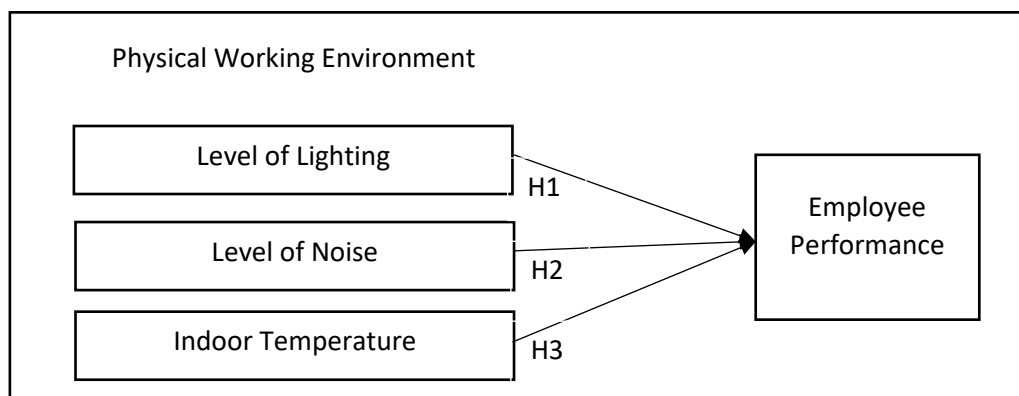 Physical Working Environment
Level of Lighting
H1
Level of Noise
H2
Indoor Temperature
H3
Employee
Performance